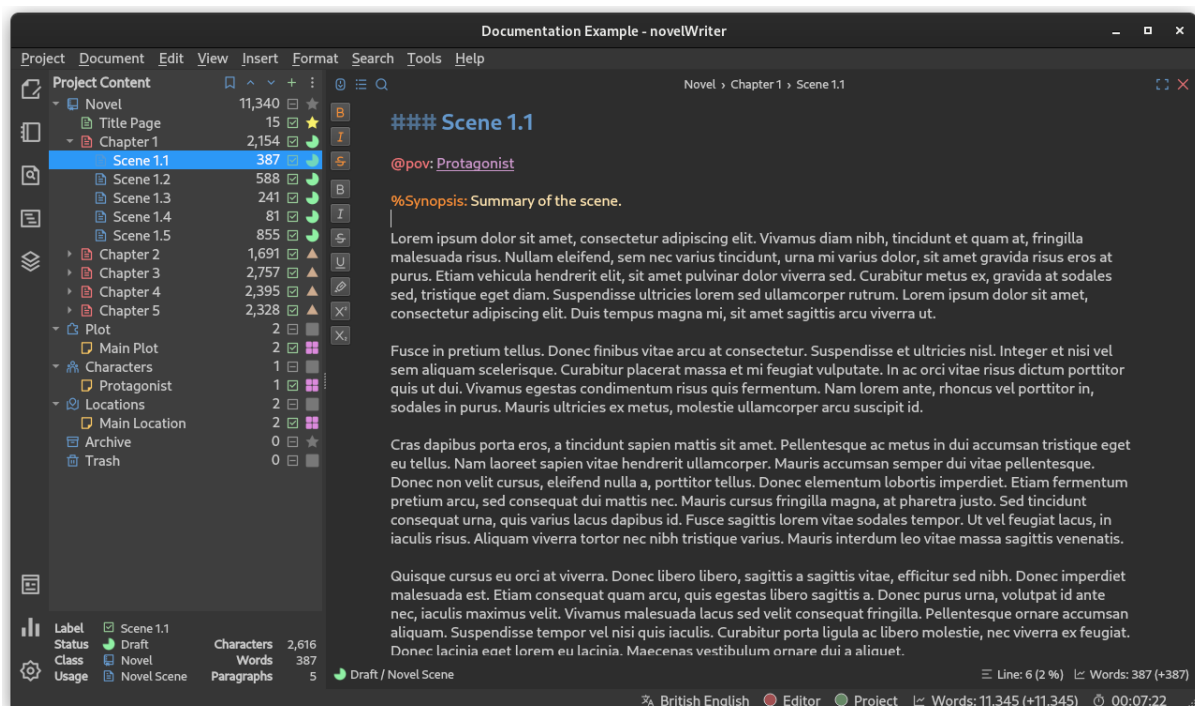 Documentation Example - novelWriter
Project Document Edit View Insert Format Search Tools Help
Project Content
Novel 11,340
Title Page 15
Chapter 1 2,154
Scene 1.1 387
Scene 1.2 588
Scene 1.3 241
Scene 1.4 81
Scene 1.5 855
Chapter 2 1,691
Chapter 3 2,757
Chapter 4 2,395
Chapter 5 2,328
Plot 2
Main Plot 2
Characters 1
Protagonist 1
Locations 2
Main Location 2
Archive 0
Trash 0
Label Scene 1.1
Status Draft Characters 2,616
Class Novel Words 387
Usage Novel Scene Paragraphs 5
B
I
S
B
I
S
U
X²
X₂
Novel › Chapter 1 › Scene 1.1
### Scene 1.1
@pov: Protagonist
%Synopsis: Summary of the scene.
Lorem ipsum dolor sit amet, consectetur adipiscing elit. Vivamus diam nibh, tincidunt et quam at, fringilla
malesuada risus. Nullam eleifend, sem nec varius tincidunt, urna mi varius dolor, sit amet gravida risus eros at
purus. Etiam vehicula hendrerit elit, sit amet pulvinar dolor viverra sed. Curabitur metus ex, gravida at sodales
sed, tristique eget diam. Suspendisse ultricies lorem sed ullamcorper rutrum. Lorem ipsum dolor sit amet,
consectetur adipiscing elit. Duis tempus magna mi, sit amet sagittis arcu viverra ut.
Fusce in pretium tellus. Donec finibus vitae arcu at consectetur. Suspendisse et ultricies nisl. Integer et nisi vel
sem aliquam scelerisque. Curabitur placerat massa et mi feugiat vulputate. In ac orci vitae risus dictum porttitor
quis ut dui. Vivamus egestas condimentum risus quis fermentum. Nam lorem ante, rhoncus vel porttitor in,
sodales in purus. Mauris ultricies ex metus, molestie ullamcorper arcu suscipit id.
Cras dapibus porta eros, a tincidunt sapien mattis sit amet. Pellentesque ac metus in dui accumsan tristique eget
eu tellus. Nam laoreet sapien vitae hendrerit ullamcorper. Mauris accumsan semper dui vitae pellentesque.
Donec non velit cursus, eleifend nulla a, porttitor tellus. Donec elementum lobortis imperdiet. Etiam fermentum
pretium arcu, sed consequat dui mattis nec. Mauris cursus fringilla magna, at pharetra justo. Sed tincidunt
consequat urna, quis varius lacus dapibus id. Fusce sagittis lorem vitae sodales tempor. Ut vel feugiat lacus, in
iaculis risus. Aliquam viverra tortor nec nibh tristique varius. Mauris interdum leo vitae massa sagittis venenatis.
Quisque cursus eu orci at viverra. Donec libero libero, sagittis a sagittis vitae, efficitur sed nibh. Donec imperdiet
malesuada est. Etiam consequat quam arcu, quis egestas libero sagittis a. Donec purus urna, volutpat id ante
nec, iaculis maximus velit. Vivamus malesuada lacus sed velit consequat fringilla. Pellentesque ornare accumsan
aliquam. Suspendisse tempor vel nisi quis iaculis. Curabitur porta ligula ac libero molestie, nec viverra ex feugiat.
Donec lacinia eget lorem eu lacinia. Maecenas vestibulum ornare dui a aliquet.
Draft / Novel Scene Line: 6 (2 %) Words: 387 (+387)
British English Editor Project Words: 11,345 (+11,345) 00:07:22